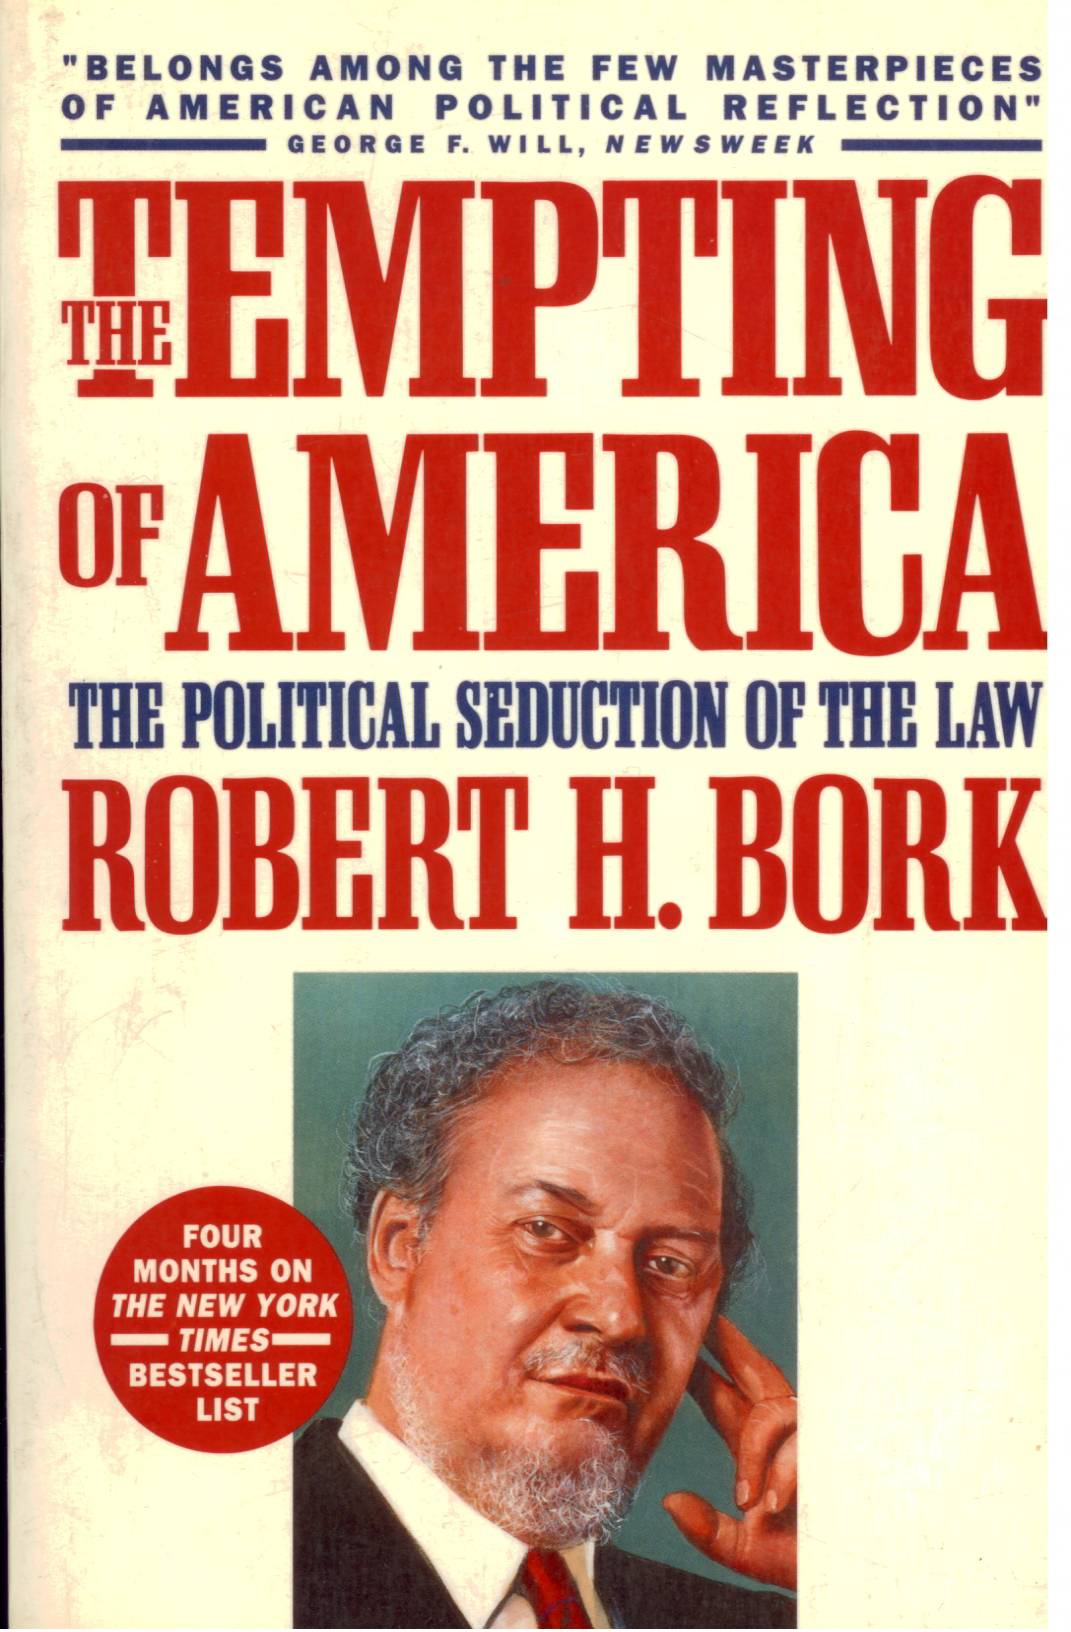 "BELONGS AMONG THE FEW MASTERPIECES
OF AMERICAN POLITICAL REFLECTION"
GEORGE F. WILL, NEWSWEEK
THE TEMPTING
OF AMERICA
THE POLITICAL SEDUCTION OF THE LAW
ROBERT H. BORK
FOUR
MONTHS ON
THE NEW YORK
TIMES
BESTSELLER
LIST